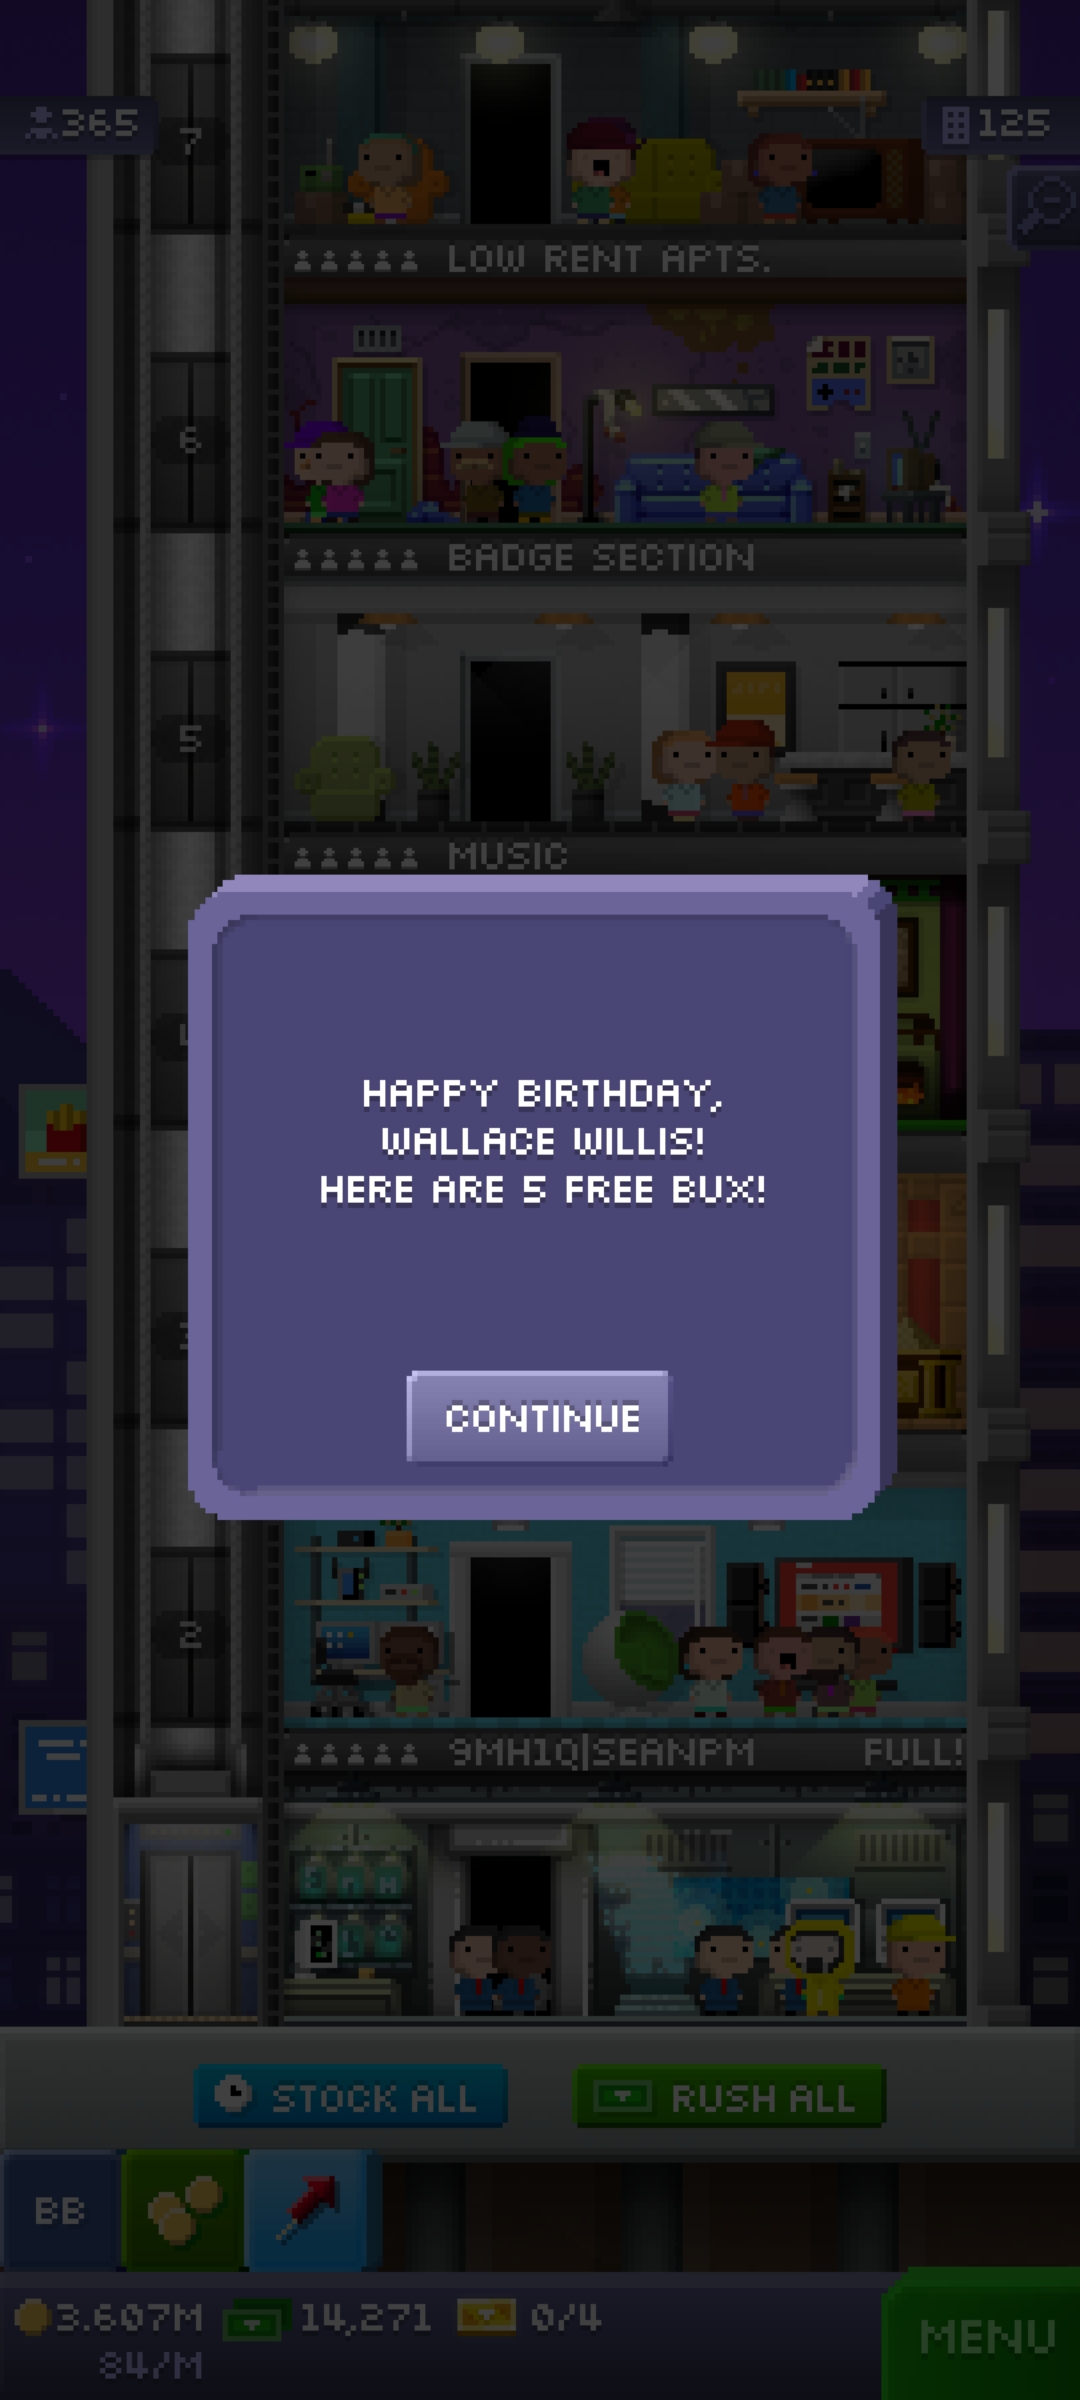 365
125
7
LOW RENT APTS.
6
BADGE SECTION
5
MUSIC
HAPPY BIRTHDAY,
WALLACE WILLIS!
HERE ARE 5 FREE BUX!
CONTINUE
2
9MH1Q|SEANPM FULL!
STOCK ALL
RUSH ALL
BB
3.607M
14,271
0/4
84/M
MENU